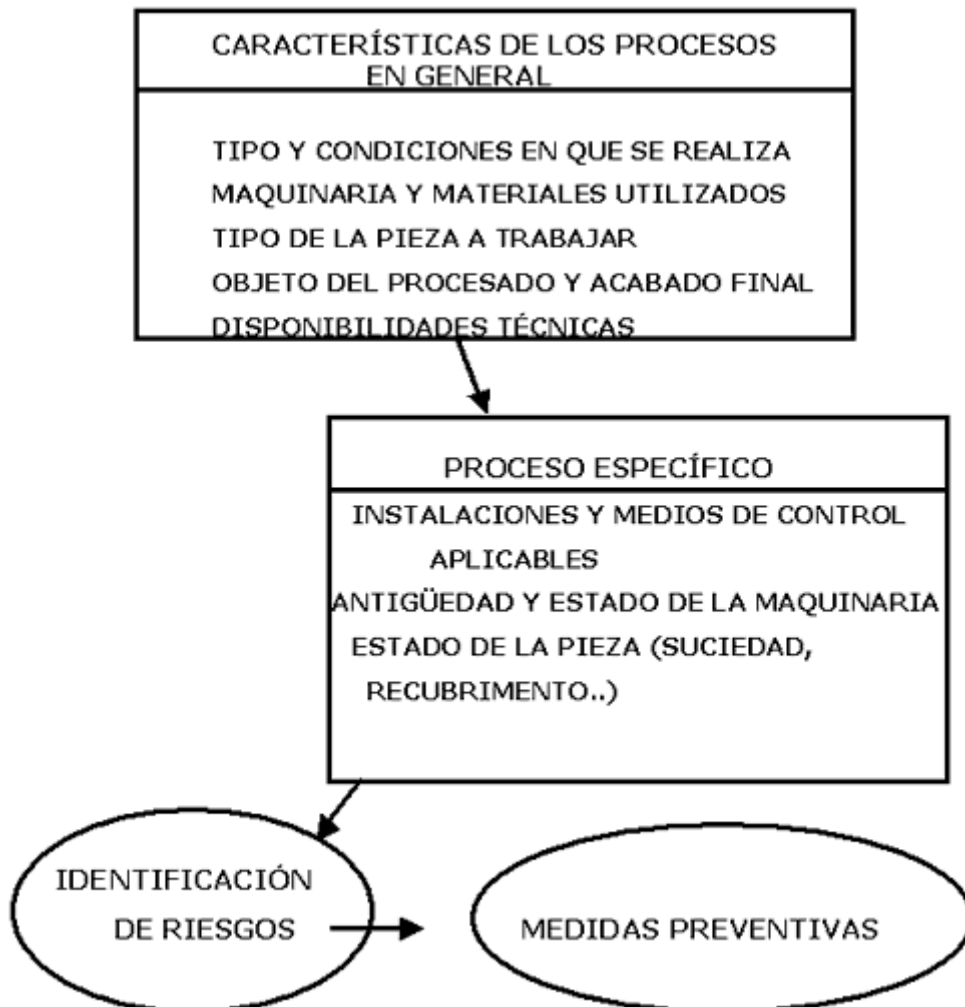 CARACTERÍSTICAS DE LOS PROCESOS
EN GENERAL
TIPO Y CONDICIONES EN QUE SE REALIZA
MAQUINARIA Y MATERIALES UTILIZADOS
TIPO DE LA PIEZA A TRABAJAR
OBJETO DEL PROCESADO Y ACABADO FINAL
DISPONIBILIDADES TÉCNICAS
PROCESO ESPECÍFICO
INSTALACIONES Y MEDIOS DE CONTROL
APLICABLES
ANTIGÜEDAD Y ESTADO DE LA MAQUINARIA
ESTADO DE LA PIEZA (SUCIEDAD,
RECUBRIMENTO..)
IDENTIFICACIÓN
DE RIESGOS
MEDIDAS PREVENTIVAS